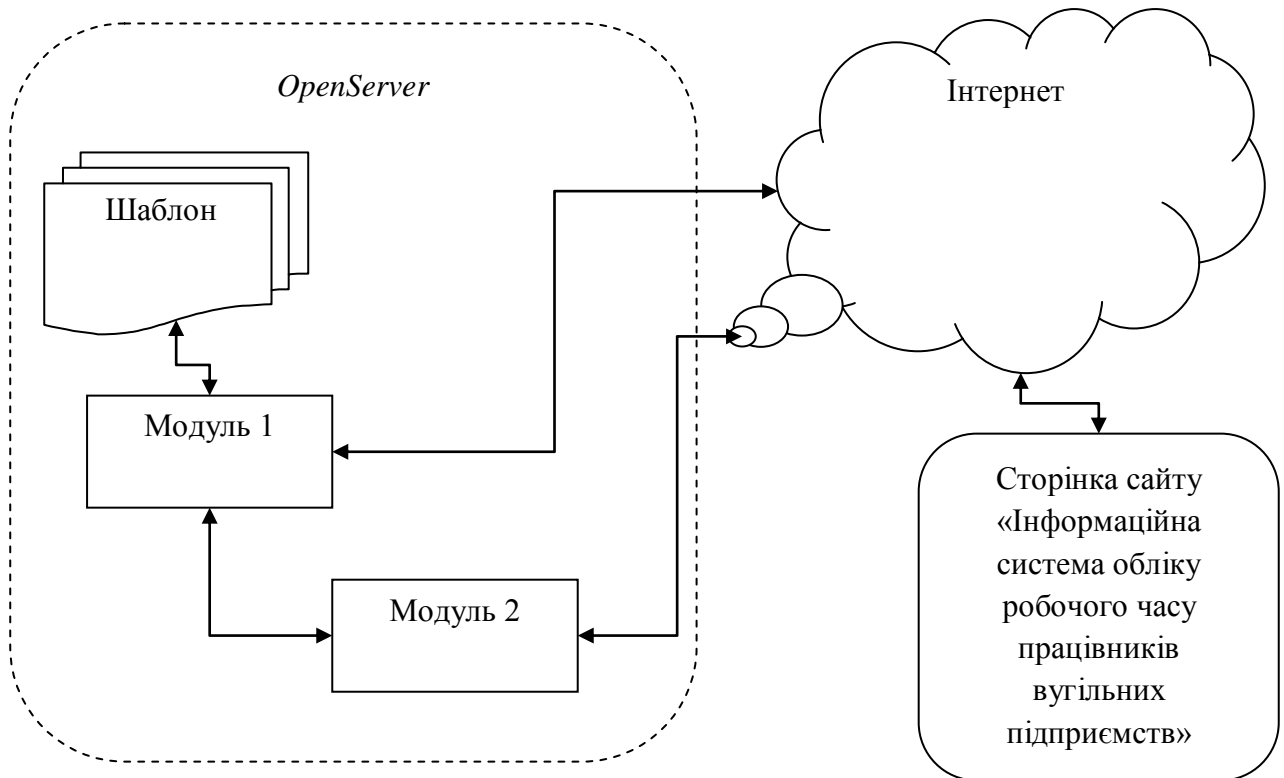 OpenServer
Інтернет
Шаблон
Модуль 1
Модуль 2
Сторінка сайту
«Інформаційна
система обліку
робочого часу
працівників
вугільних
підприємств»